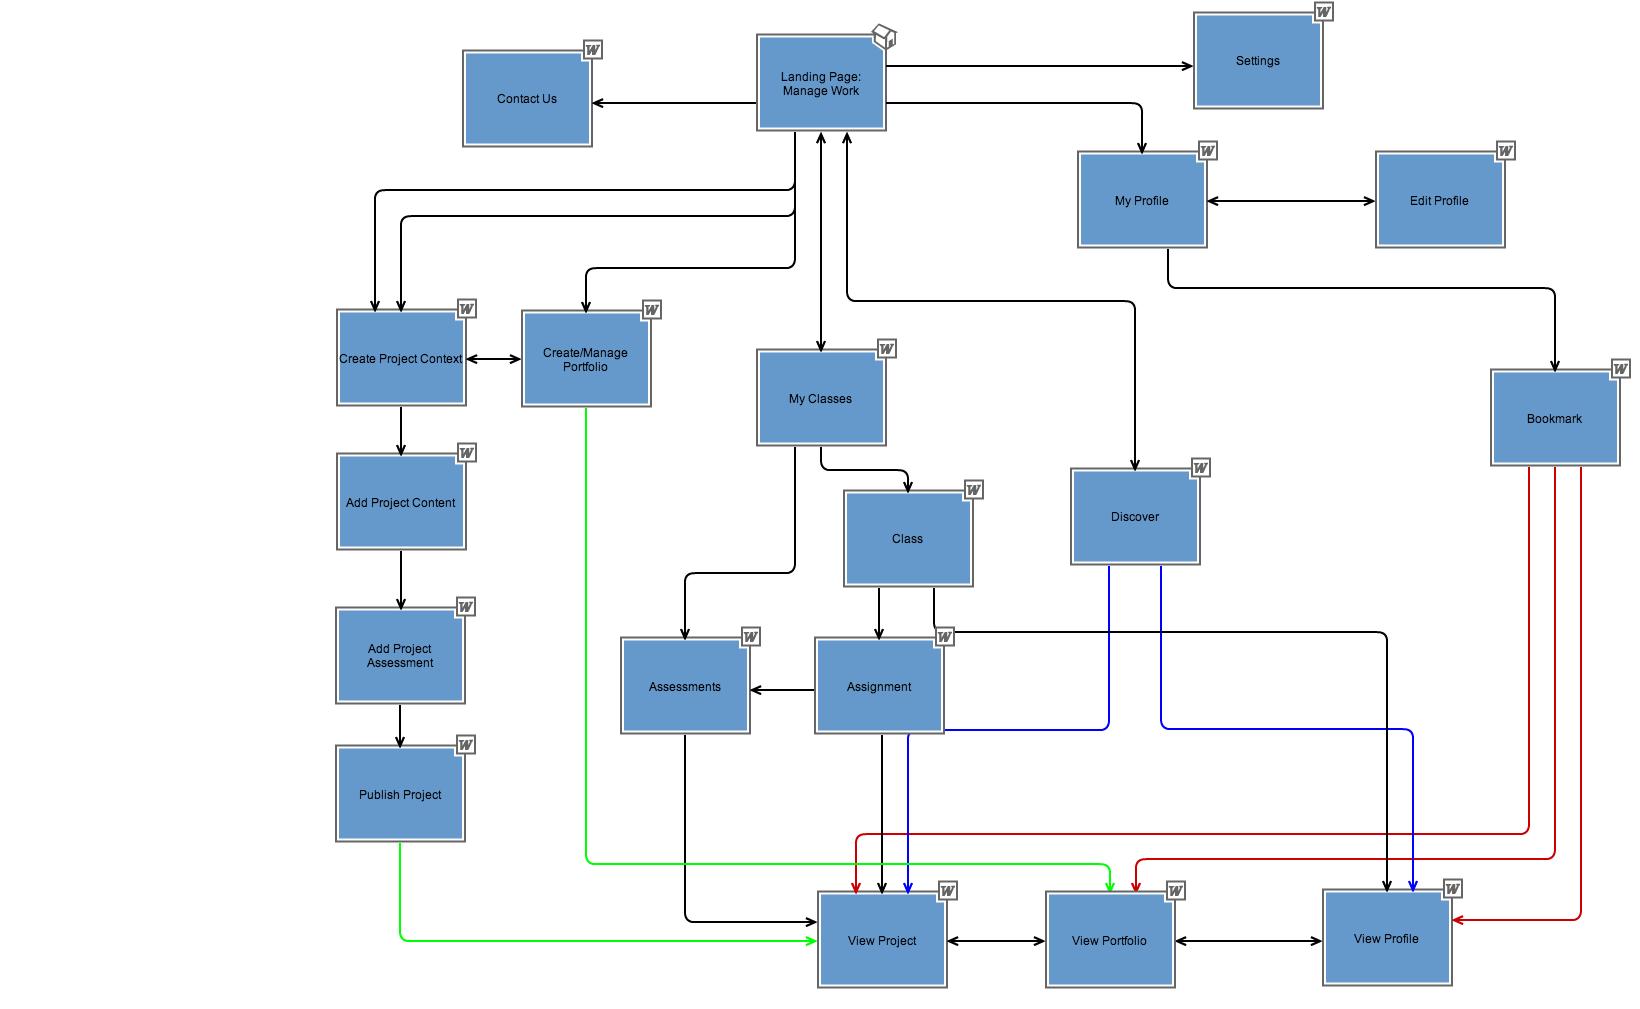 W
Settings
Landing Page:
Manage Work
W
Contact Us
W
My Profile
W
Edit Profile
W
Create Project Context
W
Create/Manage
Portfolio
W
My Classes
W
Bookmark
W
Add Project Content
W
Discover
W
Class
W
Add Project
Assessment
W
Assessments
W
Assignment
W
Publish Project
W
View Project
W
View Portfolio
W
View Profile